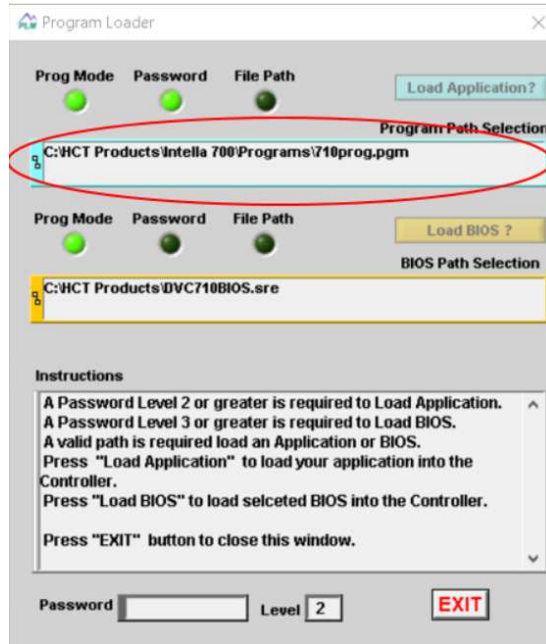 PLM Program Loader
Prog Mode Password File Path
Load Application?
Program Path Selection
C:\HCT Products\Intella 700\Programs\710prog.pgm
Prog Mode Password File Path
Load BIOS ?
BIOS Path Selection
C:\HCT Products\DVC710BIOS.sre
Instructions
A Password Level 2 or greater is required to Load Application.
A Password Level 3 or greater is required to Load BIOS.
A valid path is required load an Application or BIOS.
Press "Load Application" to load your application into the
Controller.
Press "Load BIOS" to load selceted BIOS into the Controller.
Press "EXIT" button to close this window.
Password Level 2 EXIT